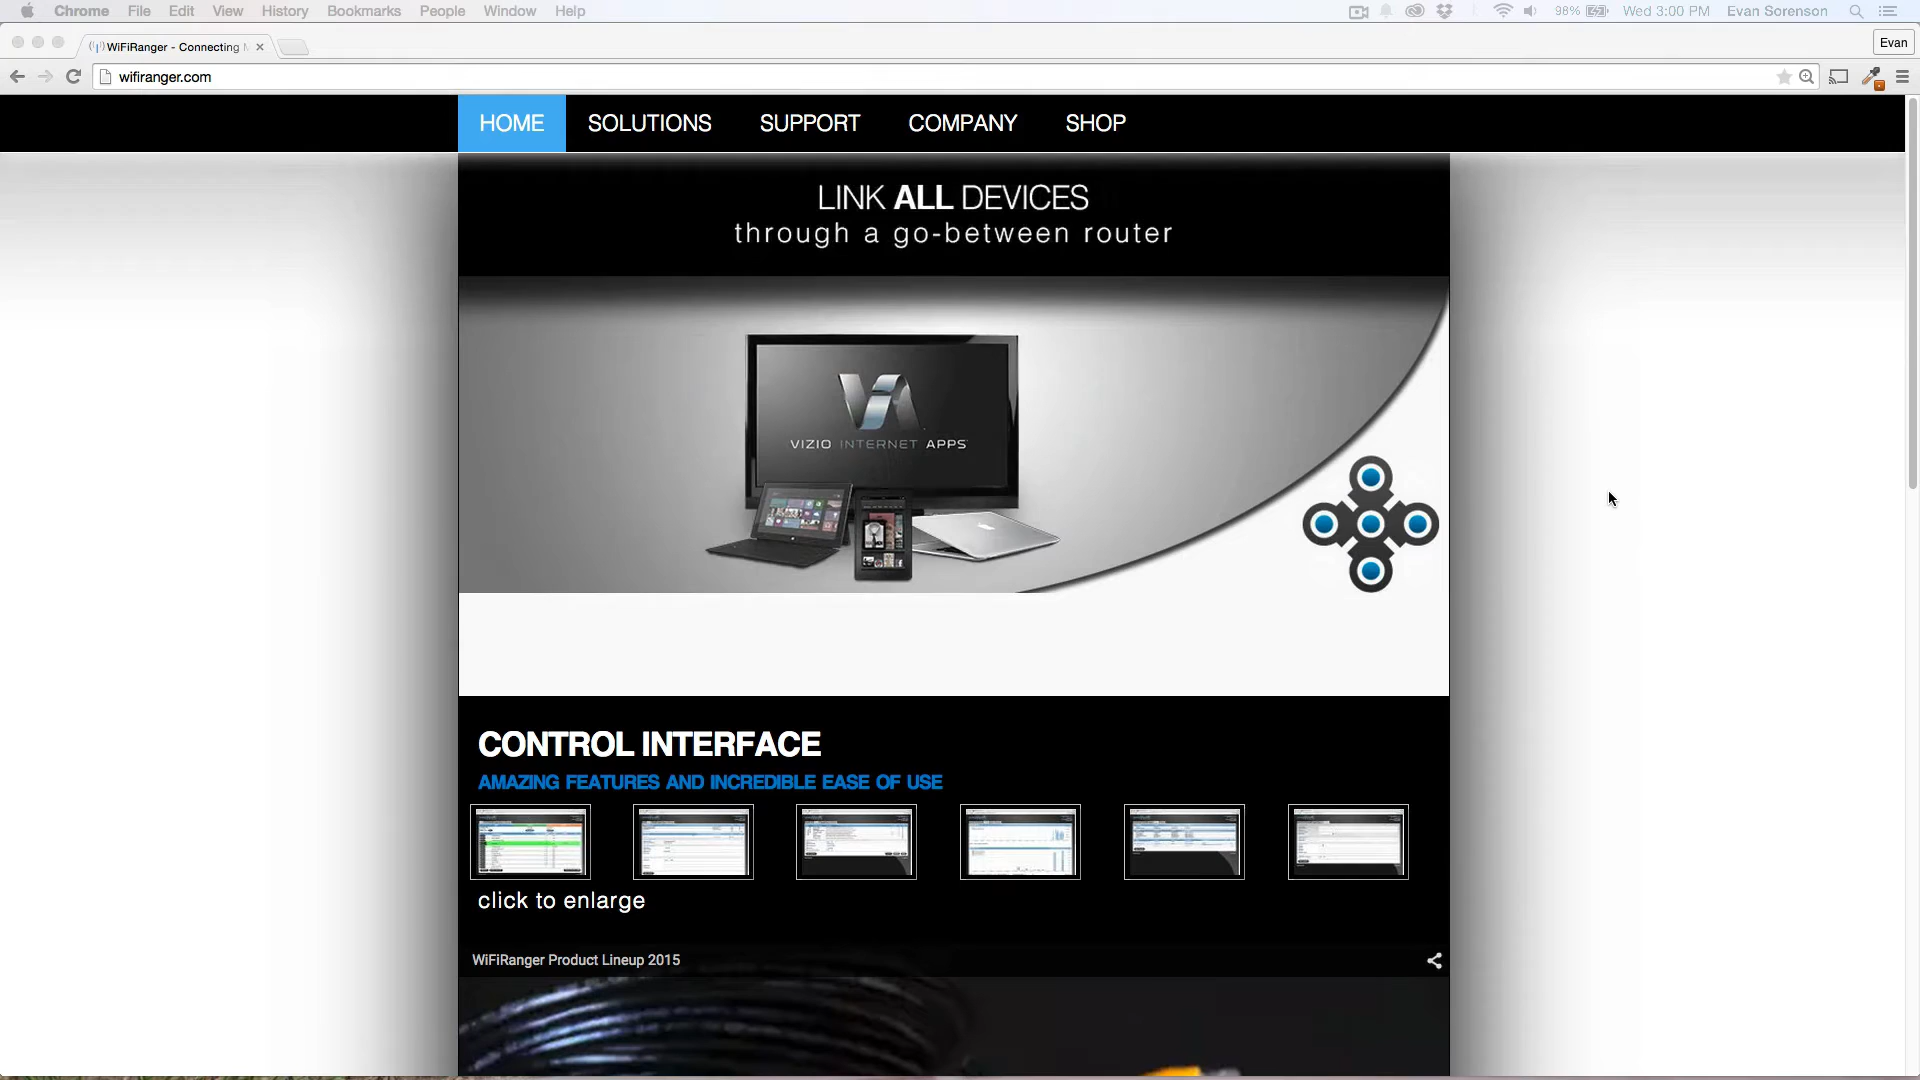 Chrome File Edit View History Bookmarks People Window Help 98% Wed 3:00 PM Evan Sorenson
WiFiRanger - Connecting Evan
wifiranger.com
HOME SOLUTIONS SUPPORT COMPANY SHOP
LINK ALL DEVICES
through a go-between router
VIZIO INTERNET APPS
CONTROL INTERFACE
AMAZING FEATURES AND INCREDIBLE EASE OF USE
click to enlarge
WiFiRanger Product Lineup 2015